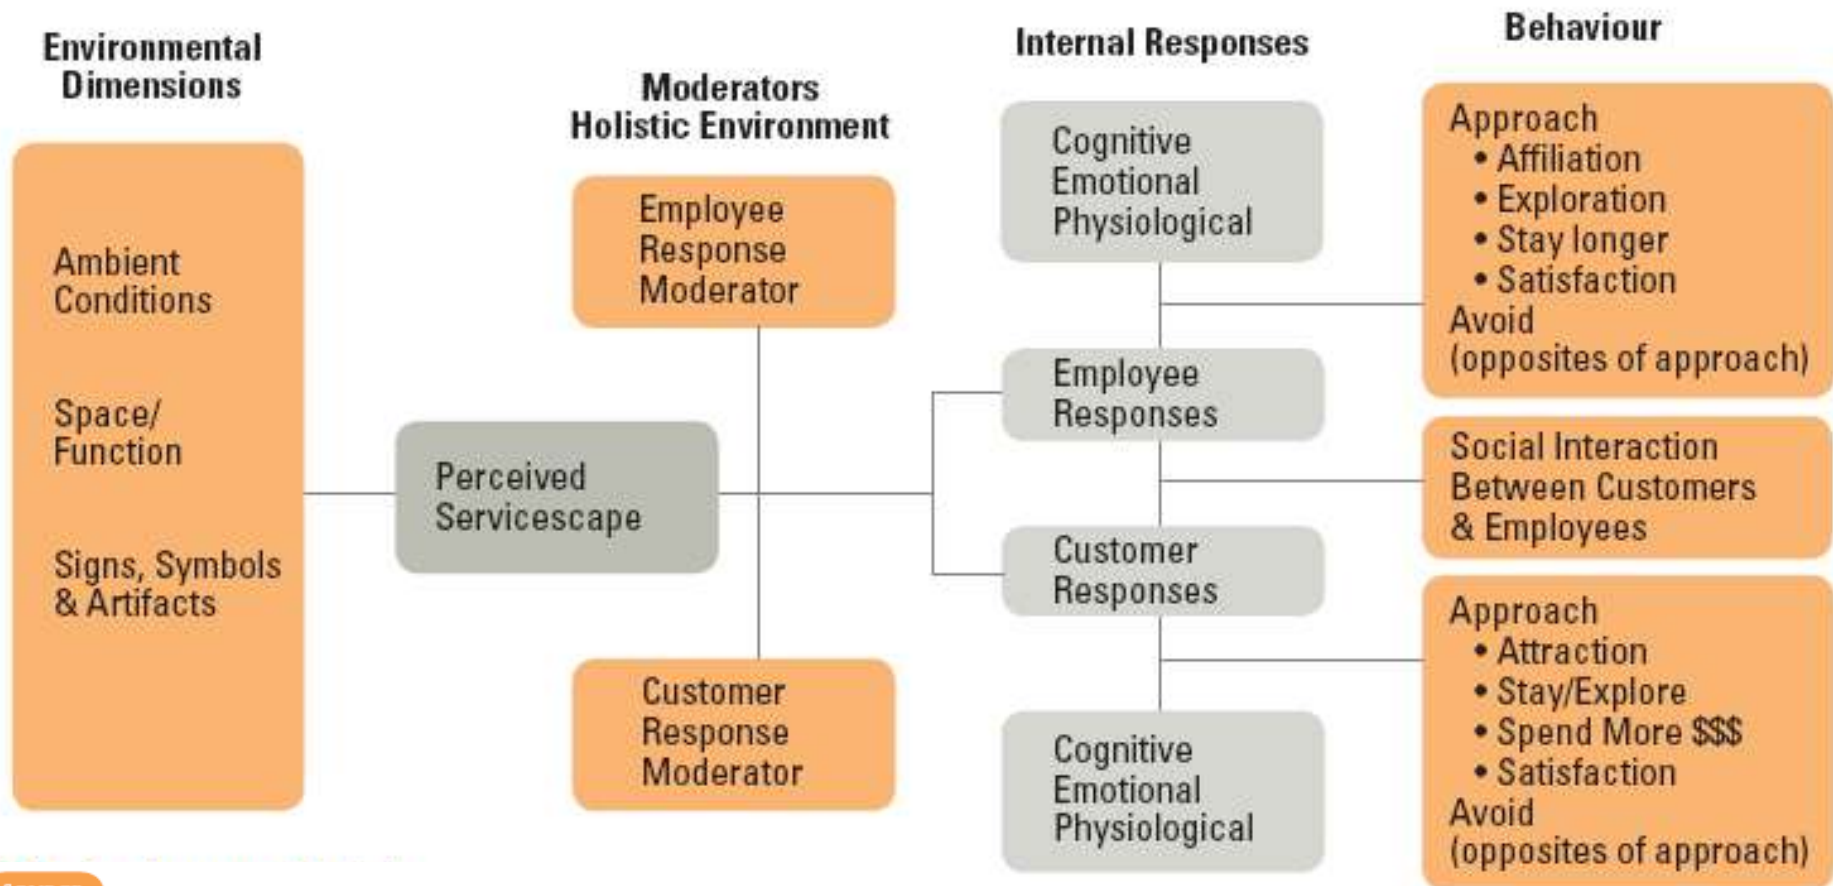 Environmental
Dimensions
Ambient
Conditions
Space/
Function
Signs, Symbols
& Artifacts
Perceived
Servicescape
Moderators
Holistic Environment
Employee
Response
Moderator
Customer
Response
Moderator
Internal Responses
Cognitive
Emotional
Physiological
Employee
Responses
Customer
Responses
Cognitive
Emotional
Physiological
Behaviour
Approach
• Affiliation
• Exploration
• Stay longer
• Satisfaction
Avoid
(opposites of approach)
Social Interaction
Between Customers
& Employees
Approach
• Attraction
• Stay/Explore
• Spend More $$$
• Satisfaction
Avoid
(opposites of approach)